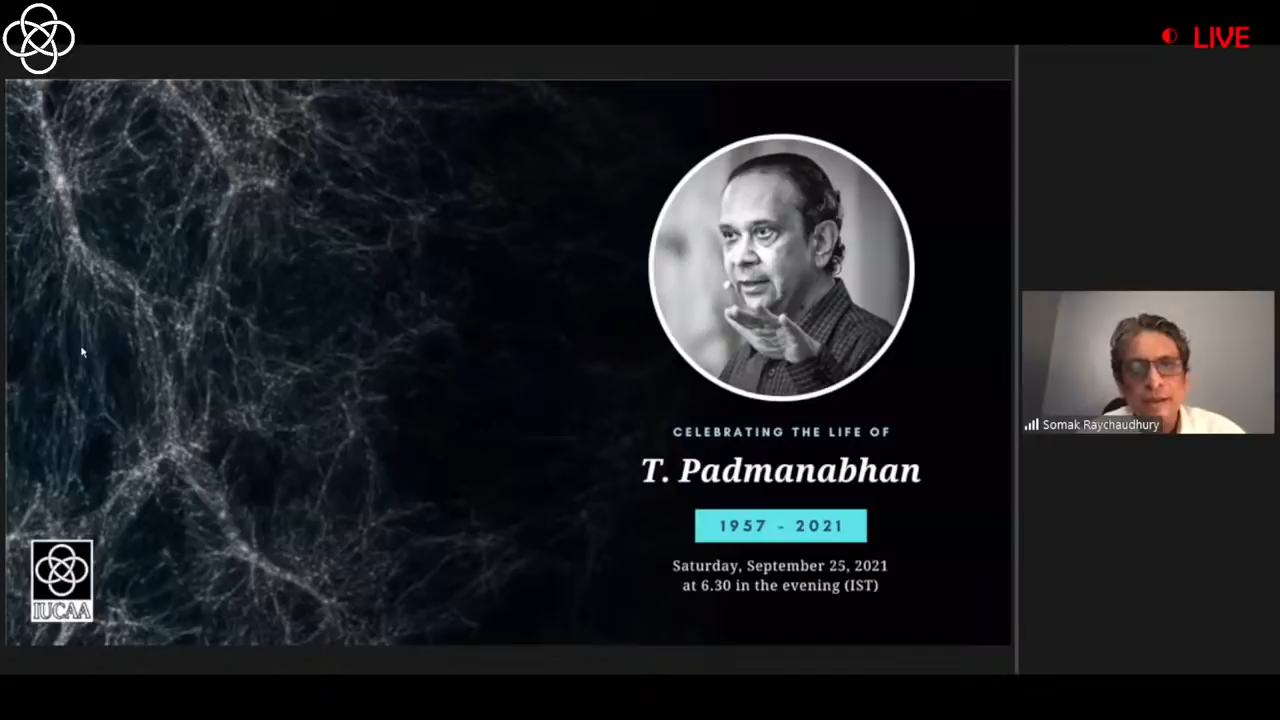 LIVE
CELEBRATING THE LIFE OF
T. Padmanabhan
1957 - 2021
Saturday, September 25, 2021
at 6.30 in the evening (IST)
IUCAA
Somak Raychaudhury